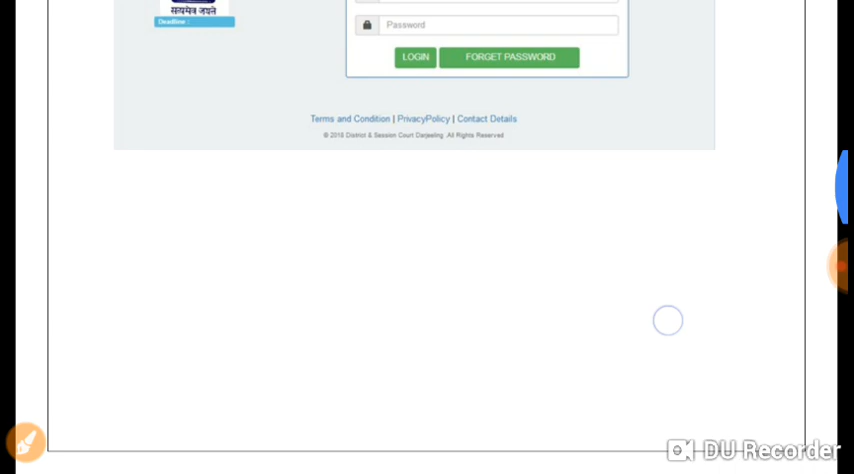 सत्यमेव जयते
Deadline :
Password
LOGIN
FORGET PASSWORD
Terms and Condition | PrivacyPolicy | Contact Details
© 2018 District & Session Court Darjeeling. All Rights Reserved
DU Recorder